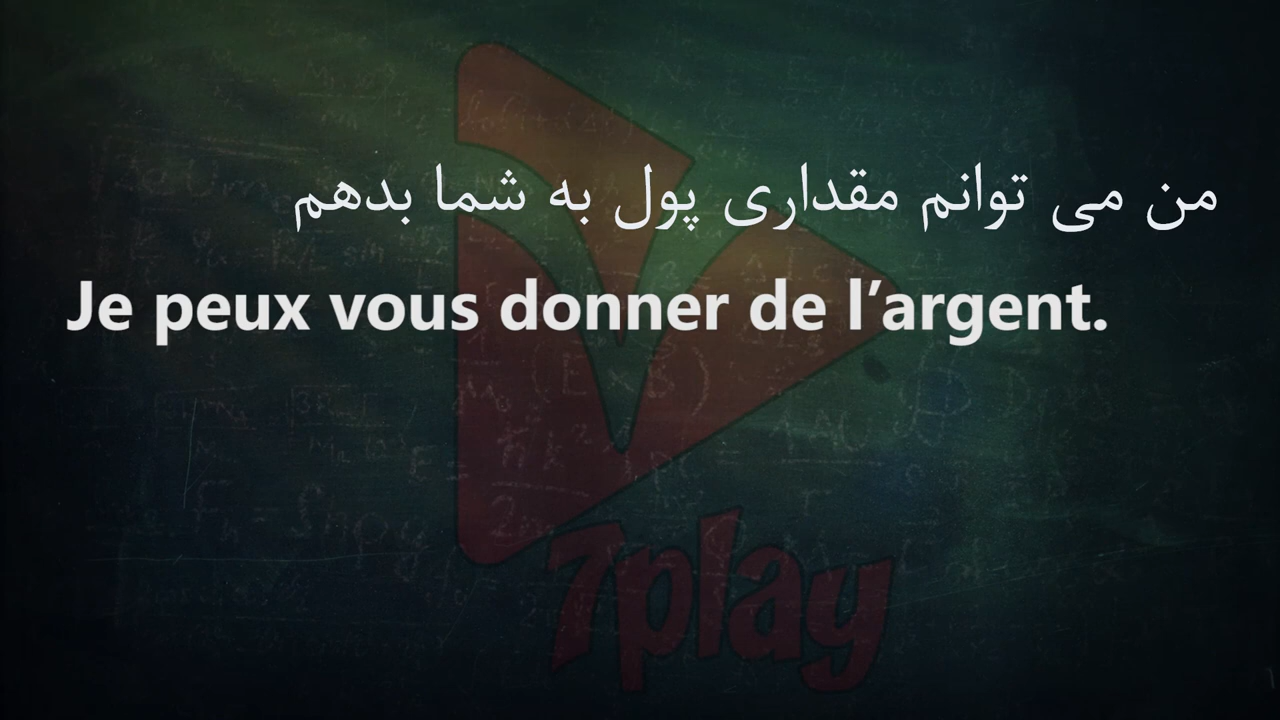 من می توانم مقداری پول به شما بدهم
Je peux vous donner de l’argent.
7play